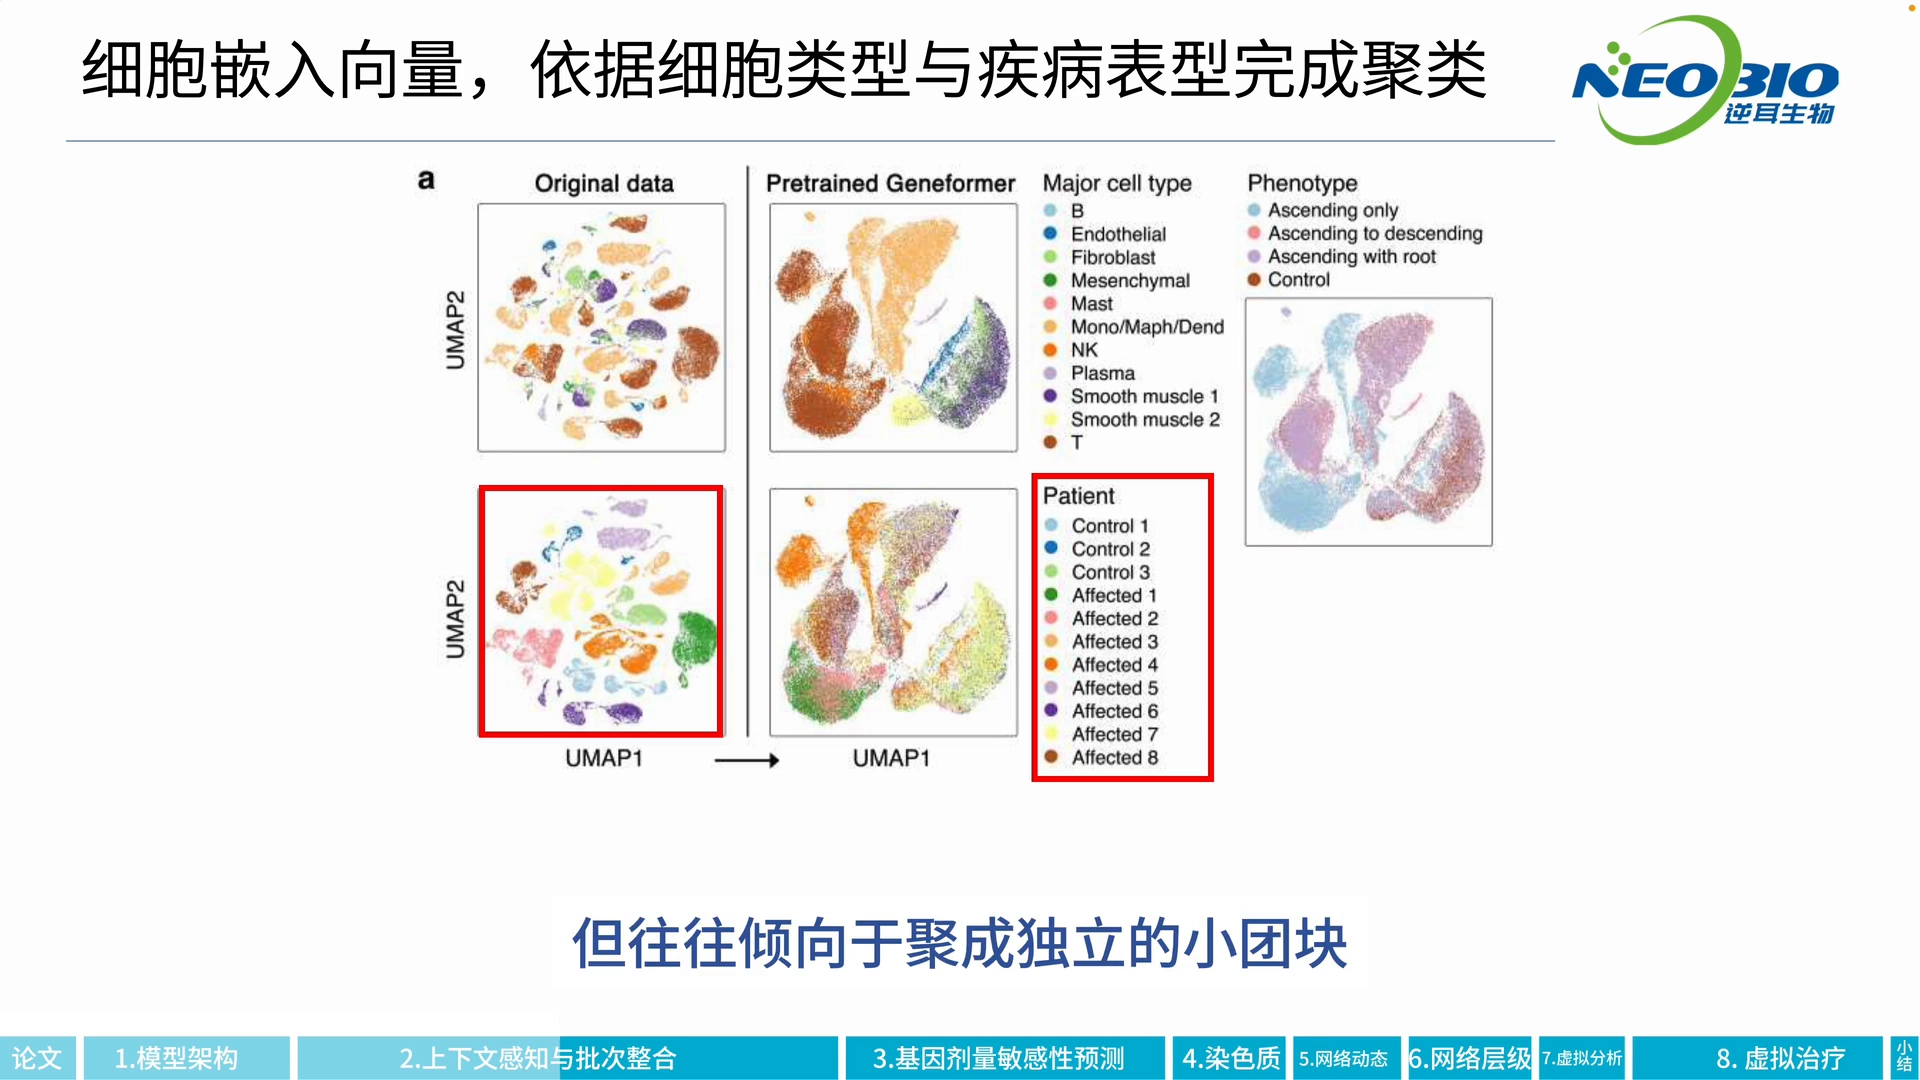 细胞嵌入向量，依据细胞类型与疾病表型完成聚类
NEOBIO
逆耳生物
a
Original data
Pretrained Geneformer
UMAP2
Major cell type
B
Endothelial
Fibroblast
Mesenchymal
Mast
Mono/Maph/Dend
NK
Plasma
Smooth muscle 1
Smooth muscle 2
T
Phenotype
Ascending only
Ascending to descending
Ascending with root
Control
UMAP2
UMAP1
UMAP1
Patient
Control 1
Control 2
Control 3
Affected 1
Affected 2
Affected 3
Affected 4
Affected 5
Affected 6
Affected 7
Affected 8
但往往倾向于聚成独立的小团块
论文
1.模型架构
2.上下文感知与批次整合
3.基因剂量敏感性预测
4.染色质
5.网络动态
6.网络层级
7.虚拟分析
8. 虚拟治疗
小结